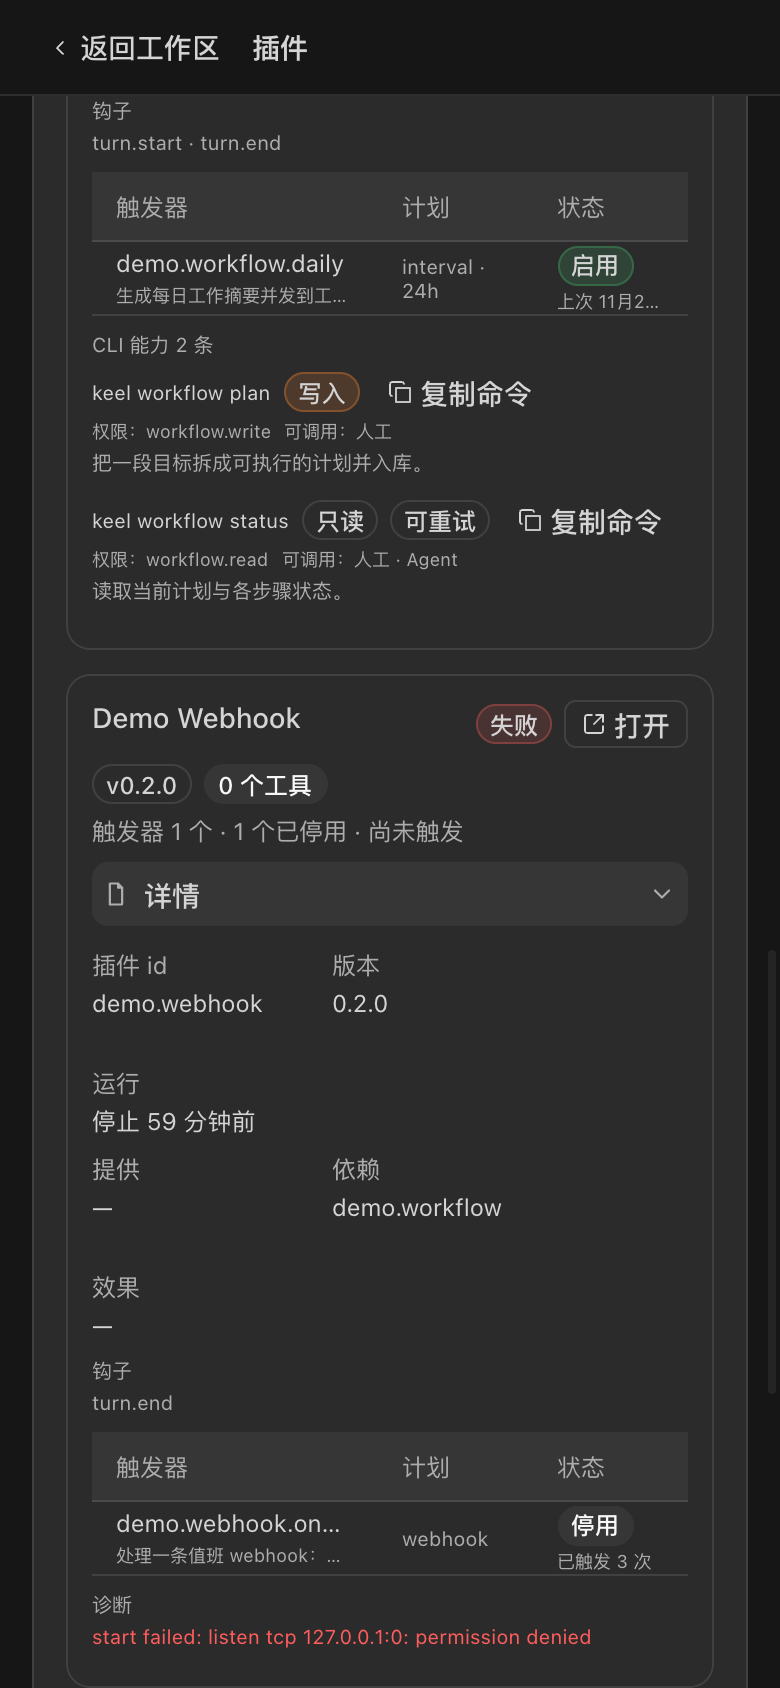 返回工作区 插件
钩子
turn.start · turn.end
触发器 计划 状态
demo.workflow.daily
生成每日工作摘要并发到工...
interval ·
24h
启用
上次 11月2...
CLI 能力 2 条
keel workflow plan 写入 复制命令
权限：workflow.write 可调用：人工
把一段目标拆成可执行的计划并入库。
keel workflow status 只读 可重试 复制命令
权限：workflow.read 可调用：人工 · Agent
读取当前计划与各步骤状态。
Demo Webhook 失败 打开
v0.2.0 0 个工具
触发器 1 个 · 1 个已停用 · 尚未触发
详情
插件 id 版本
demo.webhook 0.2.0
运行
停止 59 分钟前
提供 依赖
— demo.workflow
效果
—
钩子
turn.end
触发器 计划 状态
demo.webhook.on...
处理一条值班 webhook：...
webhook
停用
已触发 3 次
诊断
start failed: listen tcp 127.0.0.1:0: permission denied